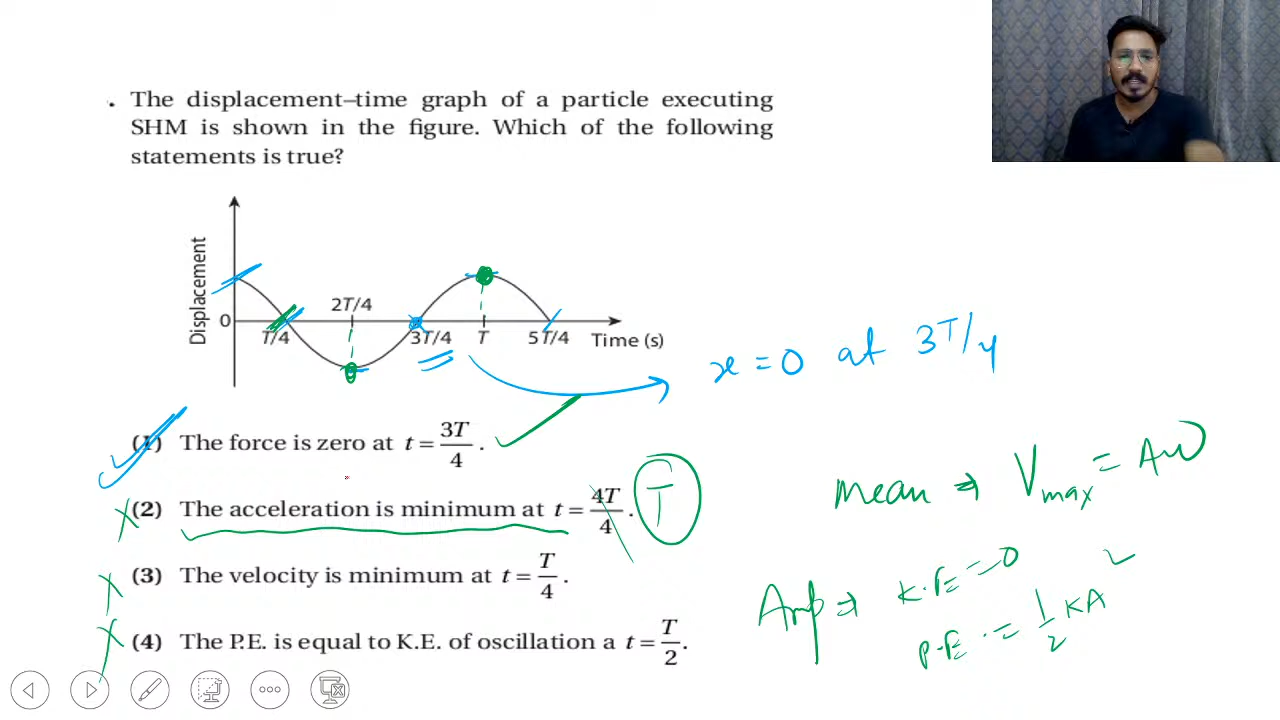 . The displacement–time graph of a particle executing
SHM is shown in the figure. Which of the following
statements is true?
Displacement
0
T/4
2T/4
3T/4
T
5T/4
Time (s)
x = 0 at 3T/4
(1) The force is zero at t = 3T/4 .
(2) The acceleration is minimum at t = 4T/4 . T
(3) The velocity is minimum at t = T/4 .
(4) The P.E. is equal to K.E. of oscillation a t = T/2 .
mean ⇒ Vmax = Aω
Amp ⇒ K.E = 0
P.E. = 1/2 KA²